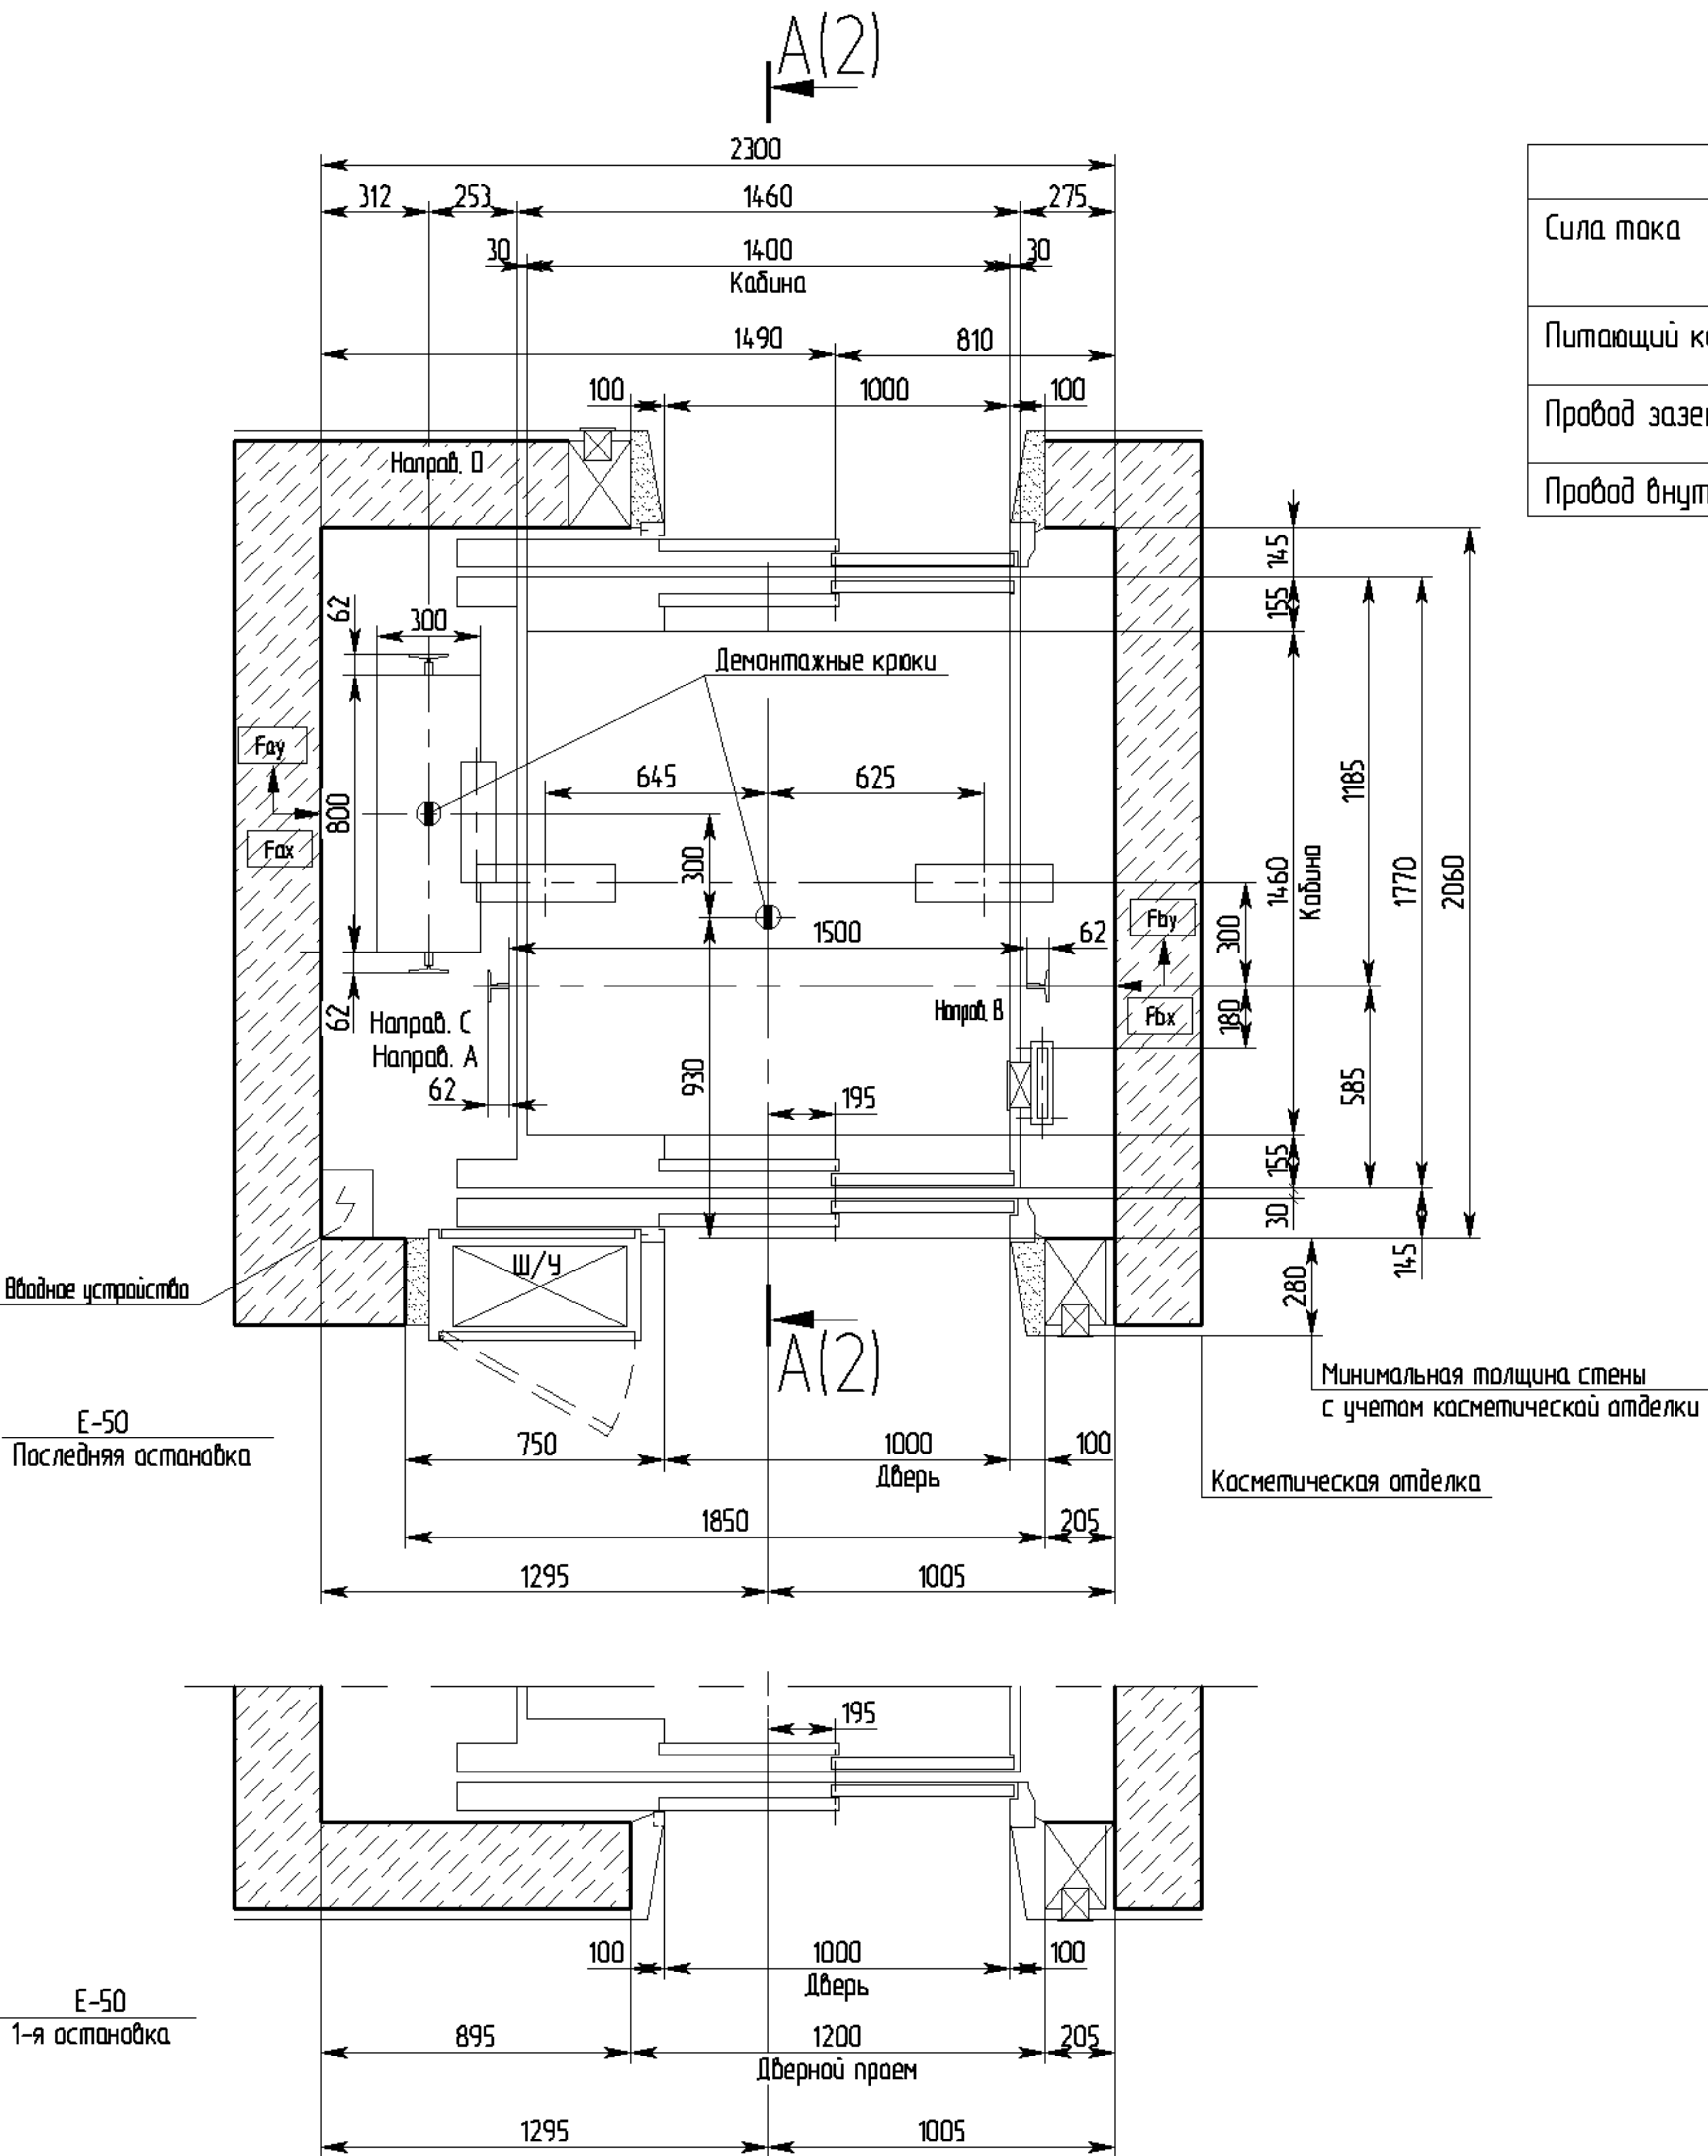 А(2)
2300
312
253
1460
275
30
1400
30
Кабина
1490
810
100
1000
100
Сила тока
Питающий к
Провод зазе
Провод внут
Направ. D
145
155
62
300
Демонтажные крюки
Fay
645
625
1185
800
Fax
300
1460
Кабина
1770
2060
Fby
1500
62
300
Направ. В
Fbx
180
62
Направ. С
Направ. А
62
930
195
585
155
30
145
Ш/У
Вводное устройство
280
А(2)
Минимальная толщина стены
с учетом косметической отделки
Е-50
Последняя остановка
750
1000
100
Дверь
Косметическая отделка
1850
205
1295
1005
195
100
1000
100
Дверь
Е-50
1-я остановка
895
1200
205
Дверной проем
1295
1005